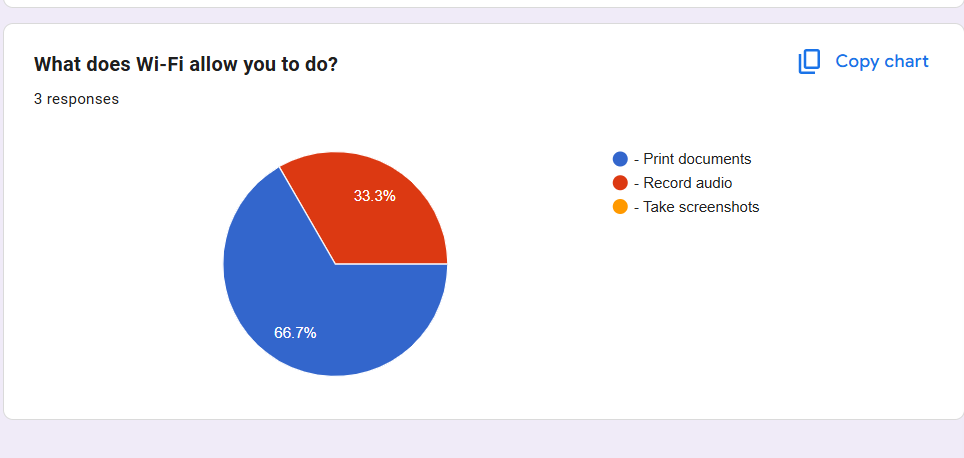 What does Wi-Fi allow you to do?
Copy chart
3 responses
- Print documents
- Record audio
- Take screenshots
33.3%
66.7%